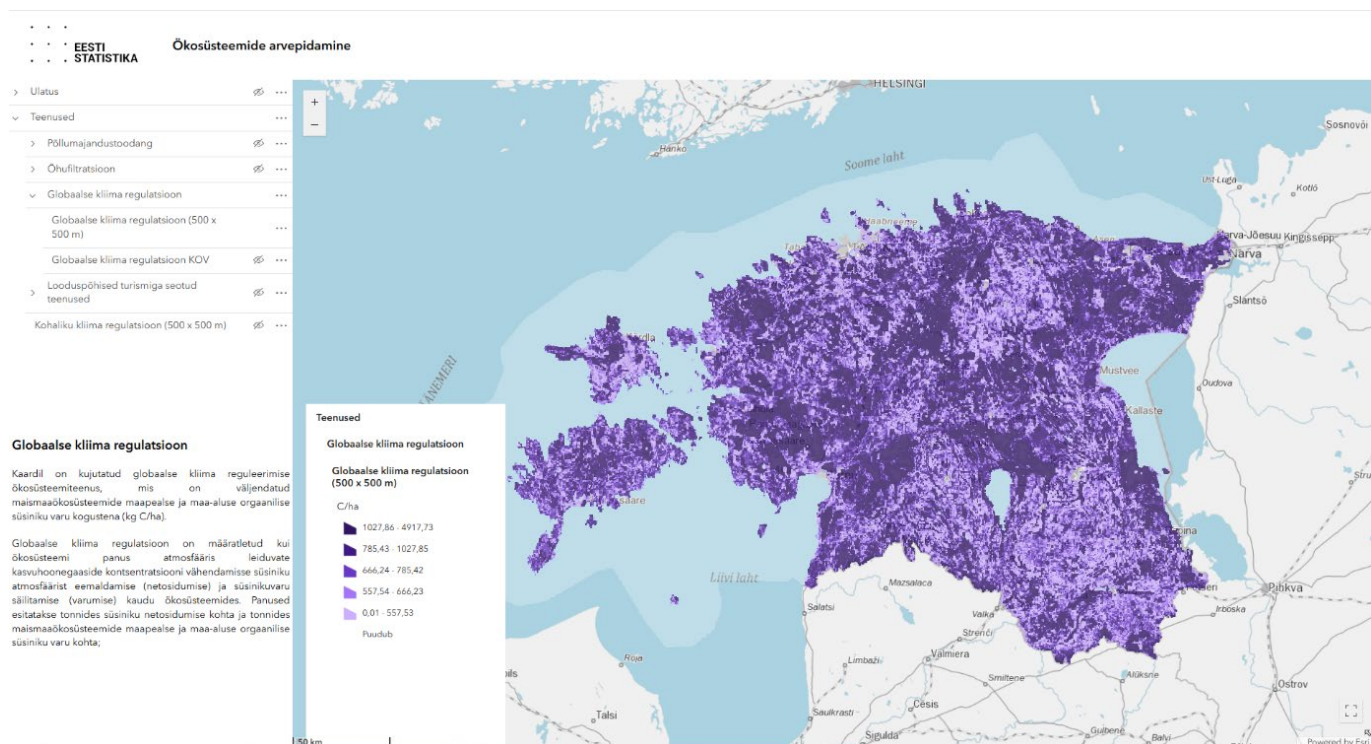 EESTI
STATISTIKA
Ökosüsteemide arvepidamine
Ulatus
Teenused
Põllumajandustoodang
Õhufiltratsioon
Globaalse kliima regulatsioon
Globaalse kliima regulatsioon (500 x
500 m)
Globaalse kliima regulatsioon KOV
Looduspõhised turismiga seotud
teenused
Kohaliku kliima regulatsioon (500 x 500 m)
Globaalse kliima regulatsioon
Kaardil on kujutatud globaalse kliima reguleerimise
ökosüsteemiteenus, mis on väljendatud
maismaaökosüsteemide maapealse ja maa-aluse orgaanilise
süsiniku varu kogustena (kg C/ha).
Globaalse kliima regulatsioon on määratletud kui
ökosüsteemi panus atmosfääris leiduvate
kasvuhoonegaaside kontsentratsiooni vähendamisse süsiniku
atmosfäärist eemaldamise (netosidumise) ja süsinikuvaru
säilitamise (varumise) kaudu ökosüsteemides. Panused
esitatakse tonnides süsiniku netosidumise kohta ja tonnides
maismaaökosüsteemide maapealse ja maa-aluse orgaanilise
süsiniku varu kohta;
+
−
HELSINGI
Hanko
Soome laht
Sosnovõi
Ust-Luga
Kotlõ
Haabneeme
Narva-Jõesuu
Kingissepp
Narva
Slantsõ
Mustvee
Oudova
Kallaste
Liivi laht
Mazsalaca
Salatsi
Valka
Strenči
Valmiera
Limbaži
Smiltene
Alūksne
Cēsis
Saulkrasti
Sigulda
Gulbene
Balvi
Irboska
Pihkva
Ostrov
Roja
Talsi
Teenused
Globaalse kliima regulatsioon
Globaalse kliima regulatsioon
(500 x 500 m)
C/ha
1027,86 - 4917,73
785,43 - 1027,85
666,24 - 785,42
557,54 - 666,23
0,01 - 557,53
Puudub
50 km
Powered by Esri